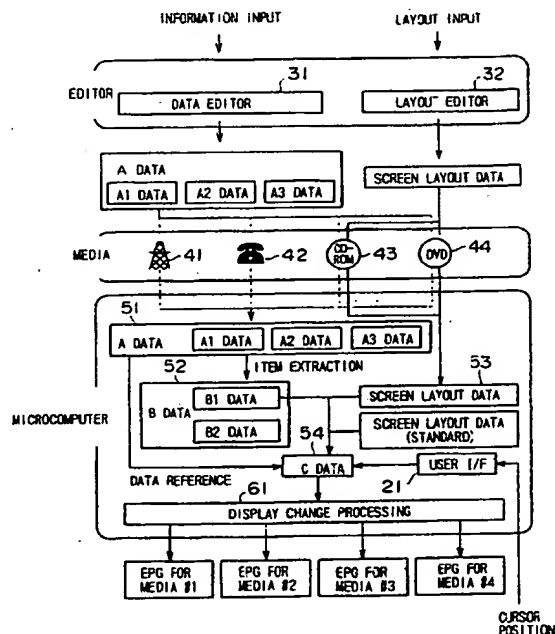 INFORMATION INPUT
LAYOUT INPUT
31
32
EDITOR
DATA EDITOR
LAYOUT EDITOR
A DATA
A1 DATA
A2 DATA
A3 DATA
SCREEN LAYOUT DATA
MEDIA
41
42
CD-
ROM
43
DVD
44
51
A DATA
A1 DATA
A2 DATA
A3 DATA
ITEM EXTRACTION
52
53
B DATA
B1 DATA
SCREEN LAYOUT DATA
MICROCOMPUTER
B2 DATA
SCREEN LAYOUT DATA
(STANDARD)
54
C DATA
USER I/F
DATA REFERENCE
21
61
DISPLAY CHANGE PROCESSING
EPG FOR
MEDIA #1
EPG FOR
MEDIA #2
EPG FOR
MEDIA #3
EPG FOR
MEDIA #4
CURSOR
POSITION